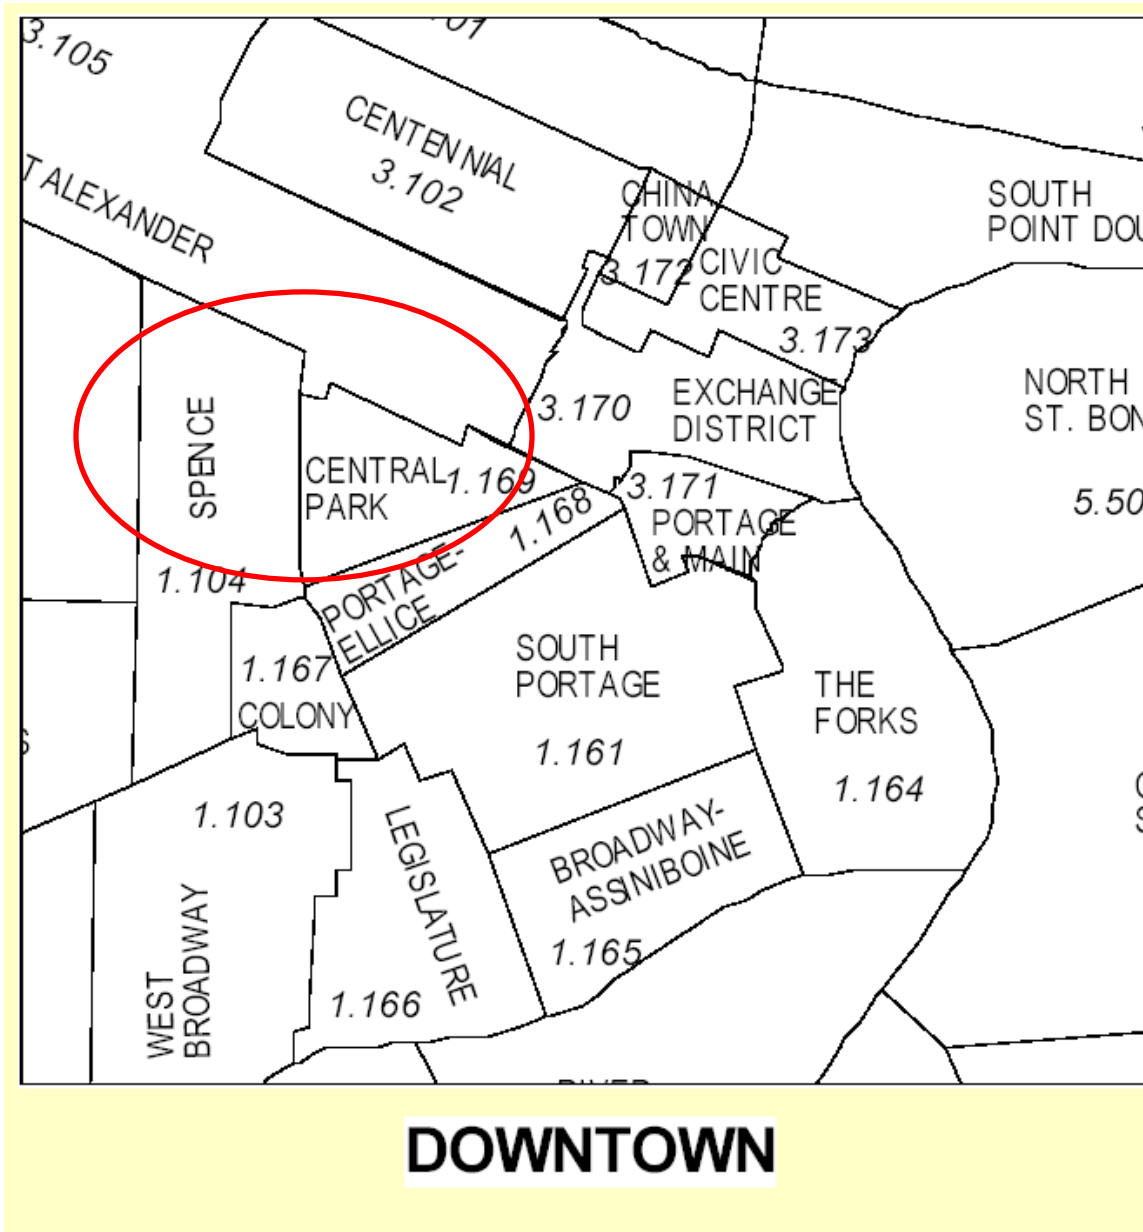 3.105
01
CENTENNIAL
3.102
T ALEXANDER
CHINA
TOWN
3.172
CIVIC
CENTRE
3.173
SOUTH
POINT DOU
SPENCE
1.104
CENTRAL
PARK
1.169
3.170
EXCHANGE
DISTRICT
NORTH
ST. BON
5.50
3.171
PORTAGE
& MAIN
1.168
PORTAGE-
ELLICE
1.167
COLONY
SOUTH
PORTAGE
1.161
THE
FORKS
1.164
1.103
WEST
BROADWAY
LEGISLATURE
1.166
BROADWAY-
ASSINIBOINE
1.165
DOWNTOWN